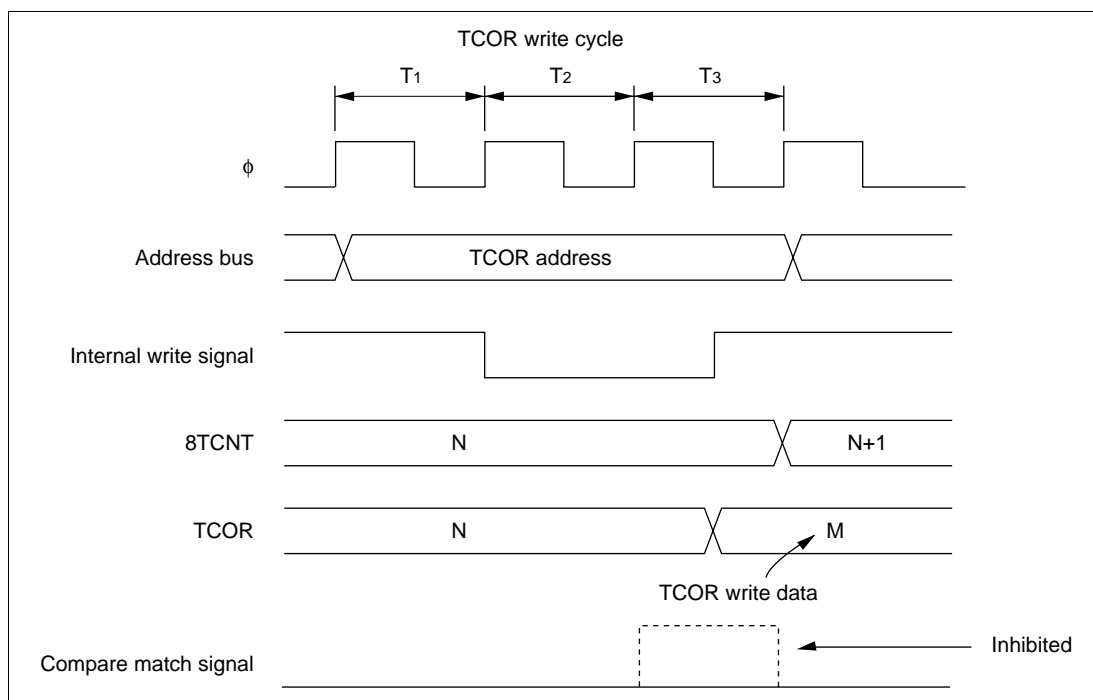 TCOR write cycle
T1 T2 T3
ϕ
Address bus TCOR address
Internal write signal
8TCNT N N+1
TCOR N M
TCOR write data
Inhibited
Compare match signal